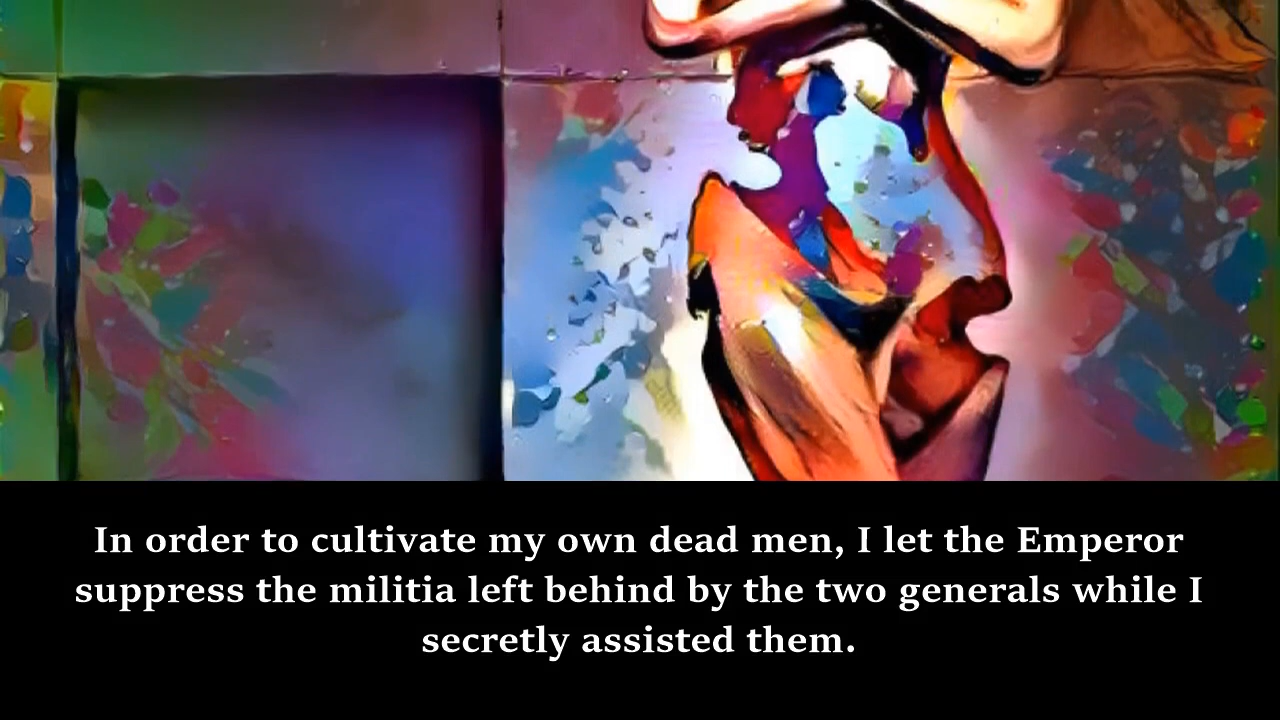 In order to cultivate my own dead men, I let the Emperor
suppress the militia left behind by the two generals while I
secretly assisted them.